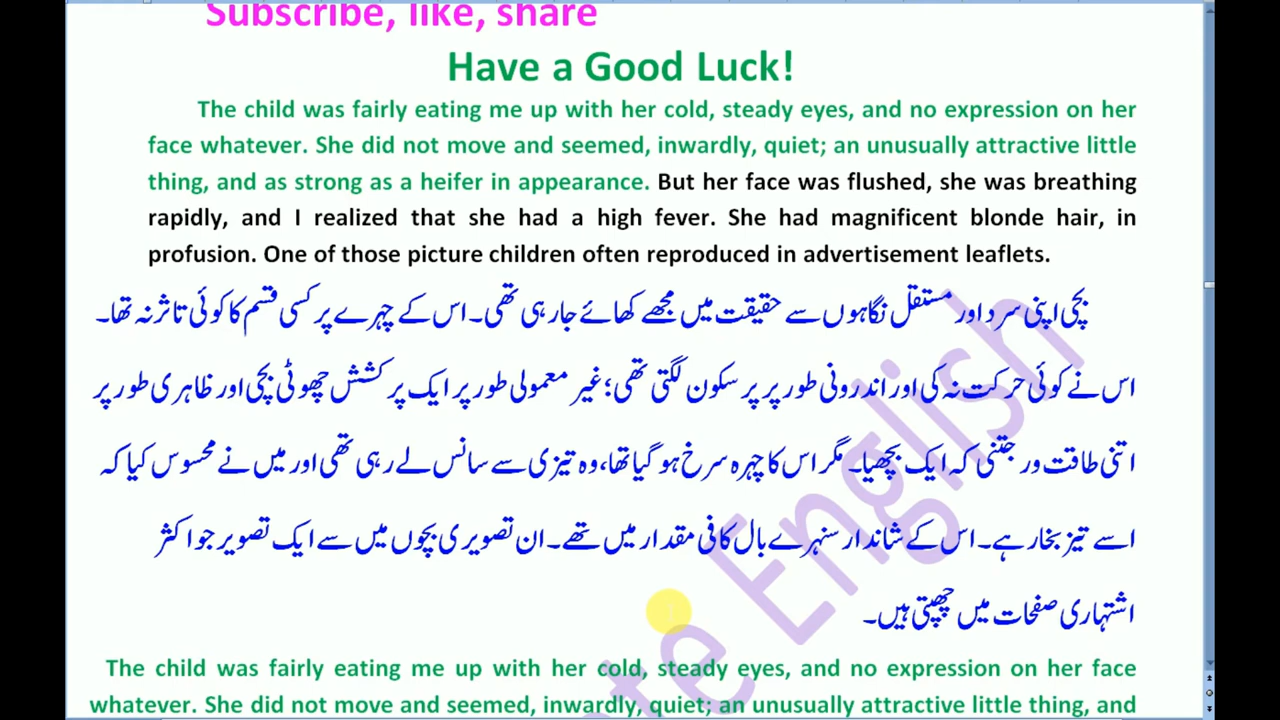 Subscribe, like, share
Have a Good Luck!
The child was fairly eating me up with her cold, steady eyes, and no expression on her
face whatever. She did not move and seemed, inwardly, quiet; an unusually attractive little
thing, and as strong as a heifer in appearance. But her face was flushed, she was breathing
rapidly, and I realized that she had a high fever. She had magnificent blonde hair, in
profusion. One of those picture children often reproduced in advertisement leaflets.
بچی اپنی سرد اور مستقل نگاہوں سے حقیقت میں مجھے کھائے جا رہی تھی۔ اس کے چہرے پر کسی قسم کا کوئی تاثر نہ تھا۔
اس نے کوئی حرکت نہ کی اور اندرونی طور پر پر سکون لگتی تھی؛ غیر معمولی طور پر ایک پر کشش چھوٹی بچی اور ظاہری طور پر
اتنی طاقت ور جتنی کہ ایک بچھیا۔ مگر اس کا چہرہ سرخ ہو گیا تھا، وہ تیزی سے سانس لے رہی تھی اور میں نے محسوس کیا کہ
اسے تیز بخار ہے۔ اس کے شاندار سنہرے بال کافی مقدار میں تھے۔ ان تصویری بچوں میں سے ایک تصویر جو اکثر
اشتہاری صفحات میں چھپتی ہیں۔
The child was fairly eating me up with her cold, steady eyes, and no expression on her face
whatever. She did not move and seemed, inwardly, quiet; an unusually attractive little thing, and
English